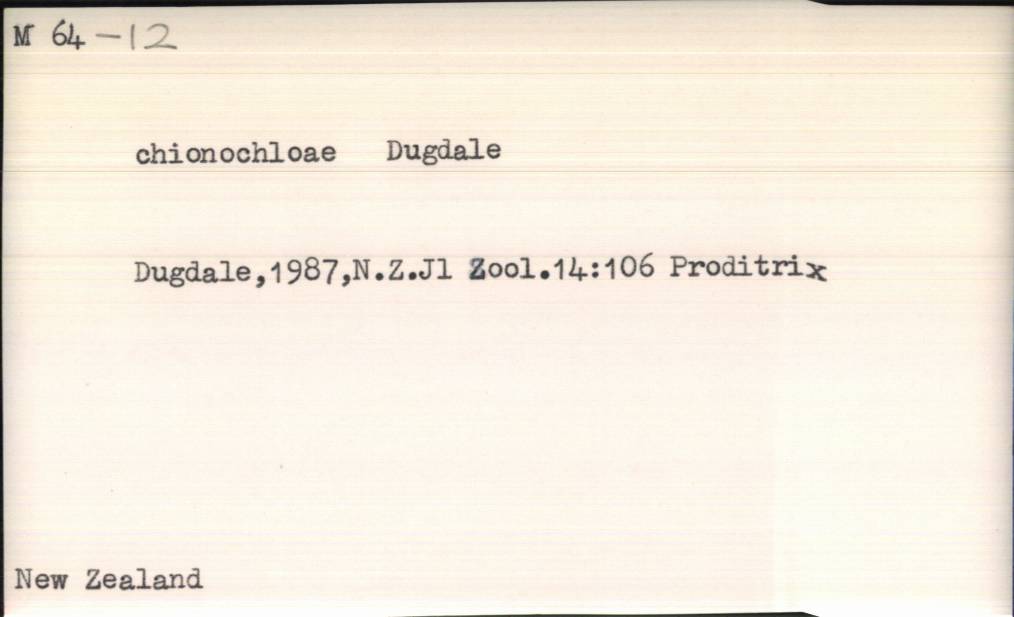 M 64 -12
chionochloae Dugdale
Dugdale,1987,N.Z.Jl Zool.14:106 Proditrix
New Zealand